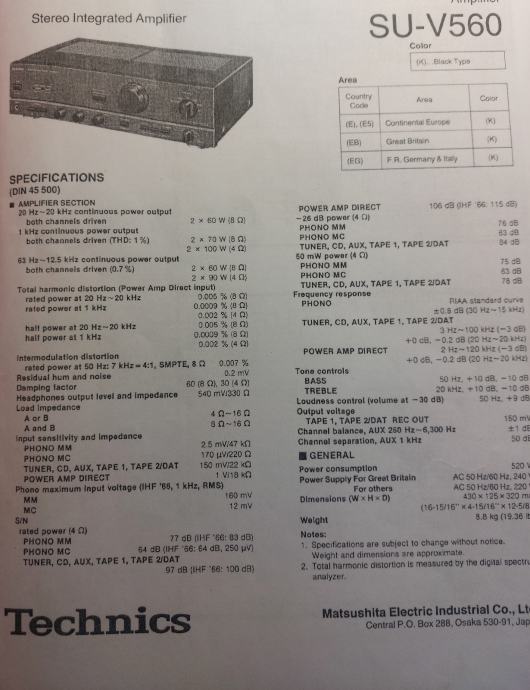 Amplifier
Stereo Integrated Amplifier
SU-V560
Color
(K)...Black Type
Area
Country Code Area Color
(E), (E5) Continental Europe (K)
(EB) Great Britain (K)
(EG) F.R. Germany & Italy (K)
SPECIFICATIONS
(DIN 45 500)
■ AMPLIFIER SECTION
20 Hz~20 kHz continuous power output
both channels driven 2 × 60 W (8 Ω)
1 kHz continuous power output
both channels driven (THD: 1%) 2 × 70 W (8 Ω)
2 × 100 W (4 Ω)
63 Hz~12.5 kHz continuous power output
both channels driven (0.7%) 2 × 60 W (8 Ω)
2 × 90 W (4 Ω)
Total harmonic distortion (Power Amp Direct input)
rated power at 20 Hz~20 kHz 0.005 % (8 Ω)
rated power at 1 kHz 0.0009 % (8 Ω)
0.002 % (4 Ω)
half power at 20 Hz~20 kHz 0.005 % (8 Ω)
half power at 1 kHz 0.0009 % (8 Ω)
0.002 % (4 Ω)
Intermodulation distortion
rated power at 50 Hz: 7 kHz = 4:1, SMPTE, 8 Ω 0.007 %
Residual hum and noise 0.2 mV
Damping factor 60 (8 Ω), 30 (4 Ω)
Headphones output level and impedance 540 mV/330 Ω
Load impedance
A or B 4 Ω~16 Ω
A and B 8 Ω~16 Ω
Input sensitivity and impedance
PHONO MM 2.5 mV/47 kΩ
PHONO MC 170 μV/220 Ω
TUNER, CD, AUX, TAPE 1, TAPE 2/DAT 150 mV/22 kΩ
POWER AMP DIRECT 1 V/18 kΩ
Phono maximum input voltage (IHF '66, 1 kHz, RMS)
MM 160 mV
MC 12 mV
S/N
rated power (4 Ω)
PHONO MM 77 dB (IHF '66: 83 dB)
PHONO MC 64 dB (IHF '66: 64 dB, 250 μV)
TUNER, CD, AUX, TAPE 1, TAPE 2/DAT
97 dB (IHF '66: 100 dB)
POWER AMP DIRECT 106 dB (IHF '66: 115 dB)
−26 dB power (4 Ω)
PHONO MM 76 dB
PHONO MC 63 dB
TUNER, CD, AUX, TAPE 1, TAPE 2/DAT 84 dB
50 mW power (4 Ω)
PHONO MM 75 dB
PHONO MC 63 dB
TUNER, CD, AUX, TAPE 1, TAPE 2/DAT 78 dB
Frequency response
PHONO RIAA standard curve
±0.8 dB (30 Hz~15 kHz)
TUNER, CD, AUX, TAPE 1, TAPE 2/DAT
3 Hz~100 kHz (−3 dB)
+0 dB, −0.2 dB (20 Hz~20 kHz)
POWER AMP DIRECT 2 Hz~120 kHz (−3 dB)
+0 dB, −0.2 dB (20 Hz~20 kHz)
Tone controls
BASS 50 Hz, +10 dB, −10 dB
TREBLE 20 kHz, +10 dB, −10 dB
Loudness control (volume at −30 dB) 50 Hz, +9 dB
Output voltage
TAPE 1, TAPE 2/DAT REC OUT 150 mV
Channel balance, AUX 250 Hz~6,300 Hz ±1 dB
Channel separation, AUX 1 kHz 50 dB
■ GENERAL
Power consumption 520
Power Supply For Great Britain AC 50 Hz/60 Hz, 240
For others AC 50 Hz/60 Hz, 220
Dimensions (W × H × D) 430 × 125 × 320 m
(16-15/16" × 4-15/16" × 12-5/8
Weight 8.8 kg (19.36 lb
Notes:
1. Specifications are subject to change without notice.
Weight and dimensions are approximate.
2. Total harmonic distortion is measured by the digital spectru
analyzer.
Technics
Matsushita Electric Industrial Co., Lt
Central P.O. Box 288, Osaka 530-91, Jap